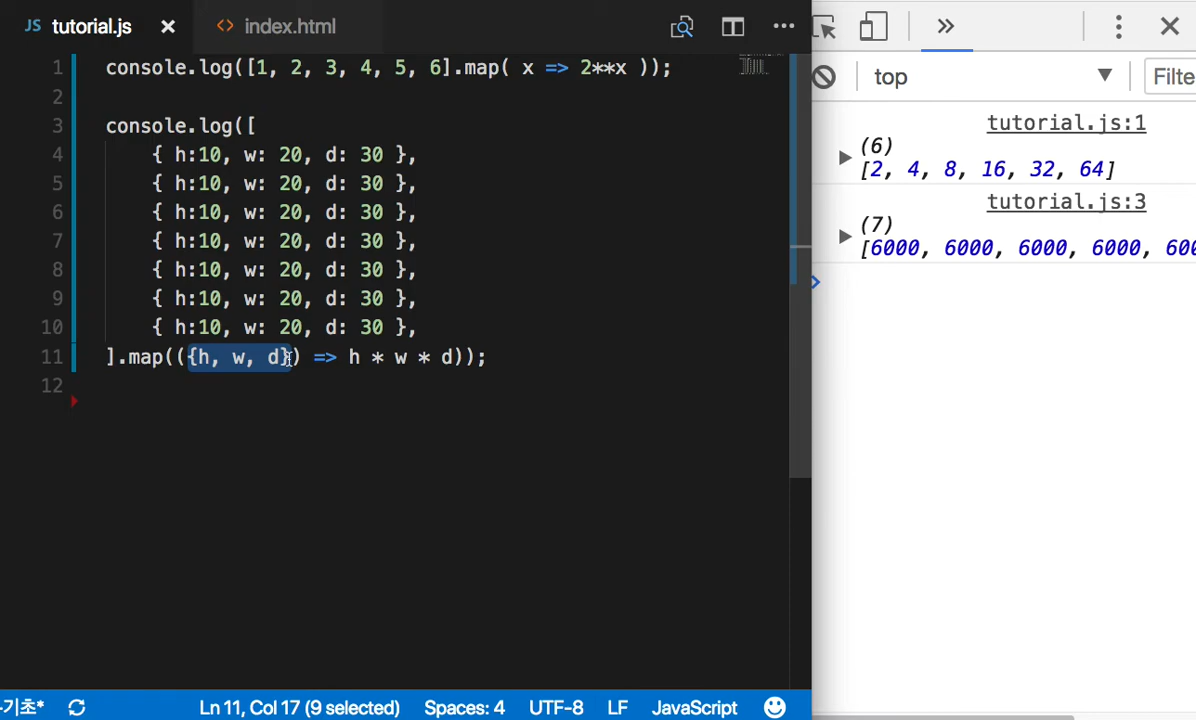 JS tutorial.js × <> index.html
1 console.log([1, 2, 3, 4, 5, 6].map( x => 2**x ));
2
3 console.log([
4 { h:10, w: 20, d: 30 },
5 { h:10, w: 20, d: 30 },
6 { h:10, w: 20, d: 30 },
7 { h:10, w: 20, d: 30 },
8 { h:10, w: 20, d: 30 },
9 { h:10, w: 20, d: 30 },
10 { h:10, w: 20, d: 30 },
11 ].map(({h, w, d}) => h * w * d));
12
-기초* Ln 11, Col 17 (9 selected) Spaces: 4 UTF-8 LF JavaScript
top ▼ Filte
tutorial.js:1
(6)
[2, 4, 8, 16, 32, 64]
tutorial.js:3
(7)
[6000, 6000, 6000, 6000, 600